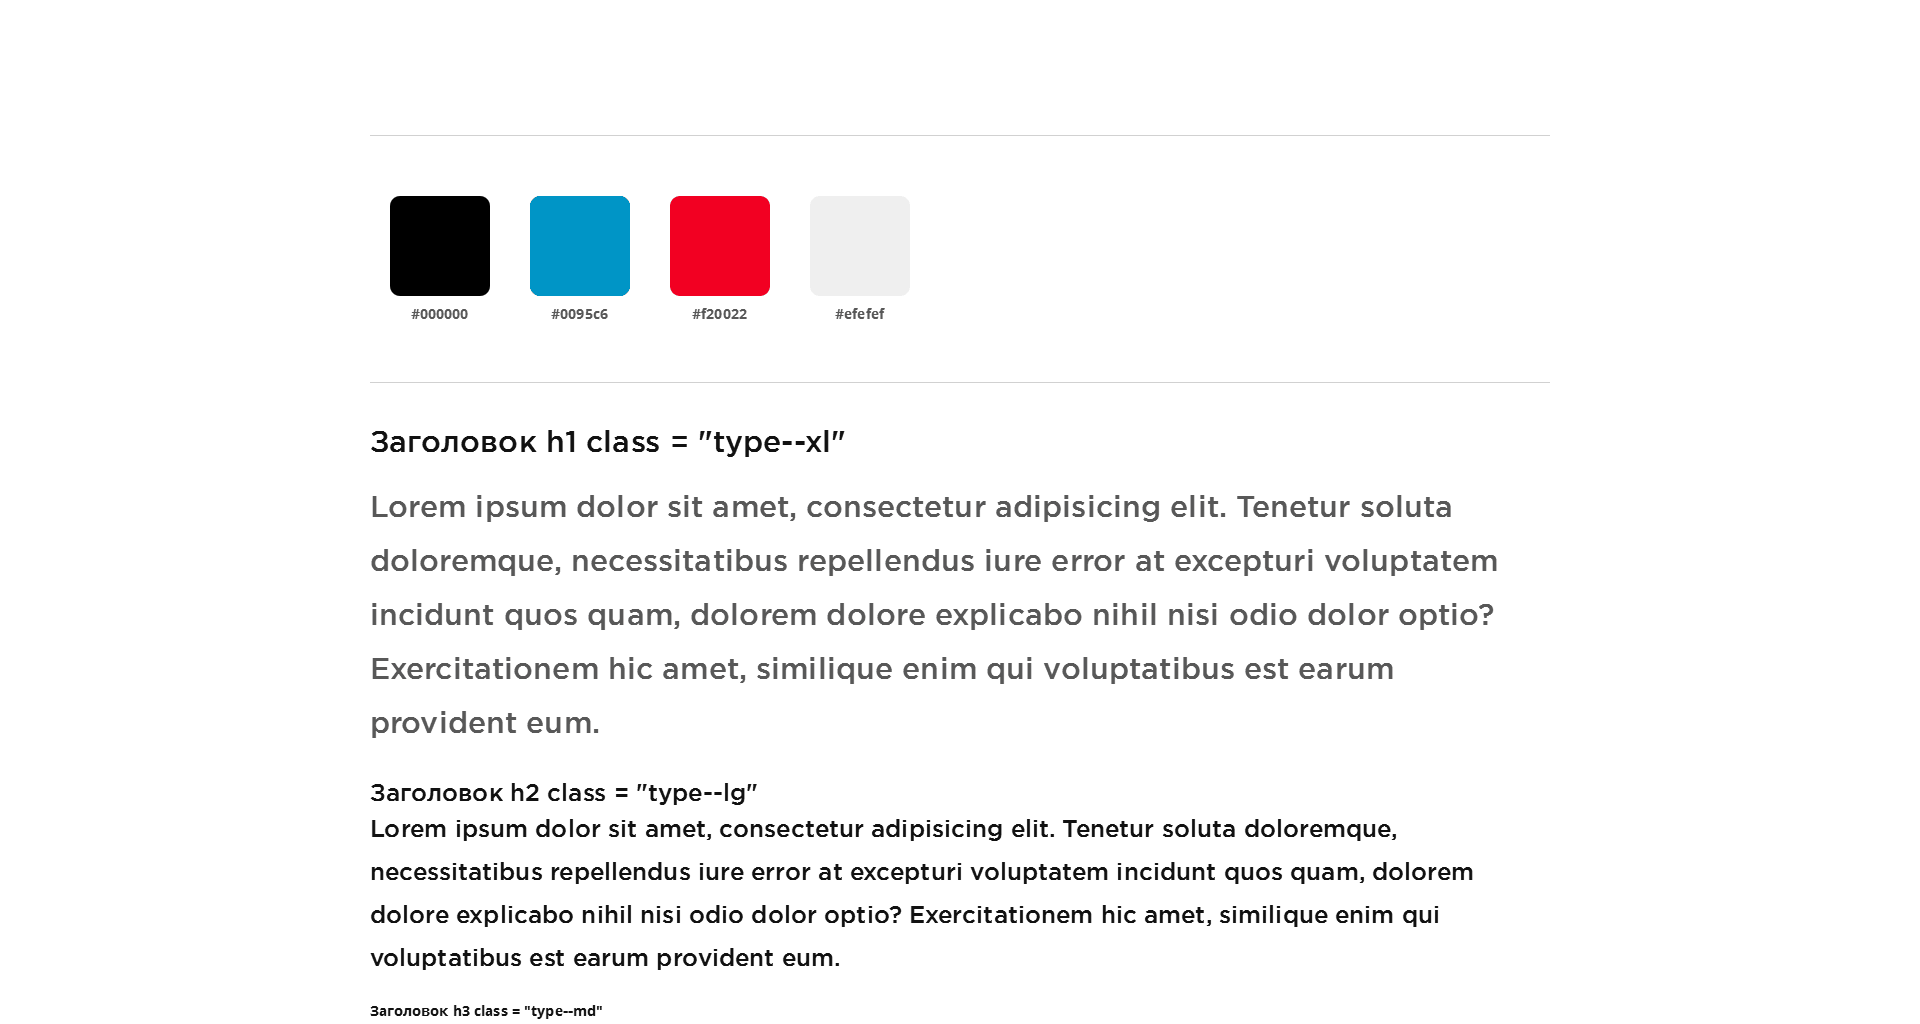 #000000 #0095c6 #f20022 #efefef
Заголовок h1 class = "type--xl"
Lorem ipsum dolor sit amet, consectetur adipisicing elit. Tenetur soluta
doloremque, necessitatibus repellendus iure error at excepturi voluptatem
incidunt quos quam, dolorem dolore explicabo nihil nisi odio dolor optio?
Exercitationem hic amet, similique enim qui voluptatibus est earum
provident eum.
Заголовок h2 class = "type--lg"
Lorem ipsum dolor sit amet, consectetur adipisicing elit. Tenetur soluta doloremque,
necessitatibus repellendus iure error at excepturi voluptatem incidunt quos quam, dolorem
dolore explicabo nihil nisi odio dolor optio? Exercitationem hic amet, similique enim qui
voluptatibus est earum provident eum.
Заголовок h3 class = "type--md"